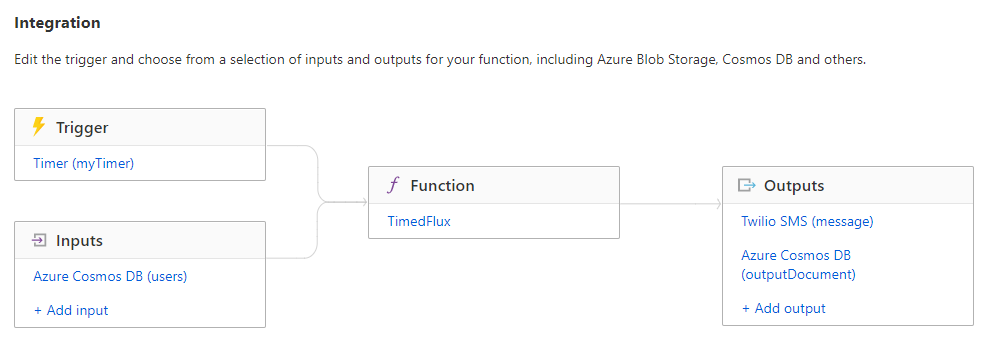 Integration
Edit the trigger and choose from a selection of inputs and outputs for your function, including Azure Blob Storage, Cosmos DB and others.
Trigger
Timer (myTimer)
Inputs
Azure Cosmos DB (users)
+ Add input
Function
TimedFlux
Outputs
Twilio SMS (message)
Azure Cosmos DB
(outputDocument)
+ Add output